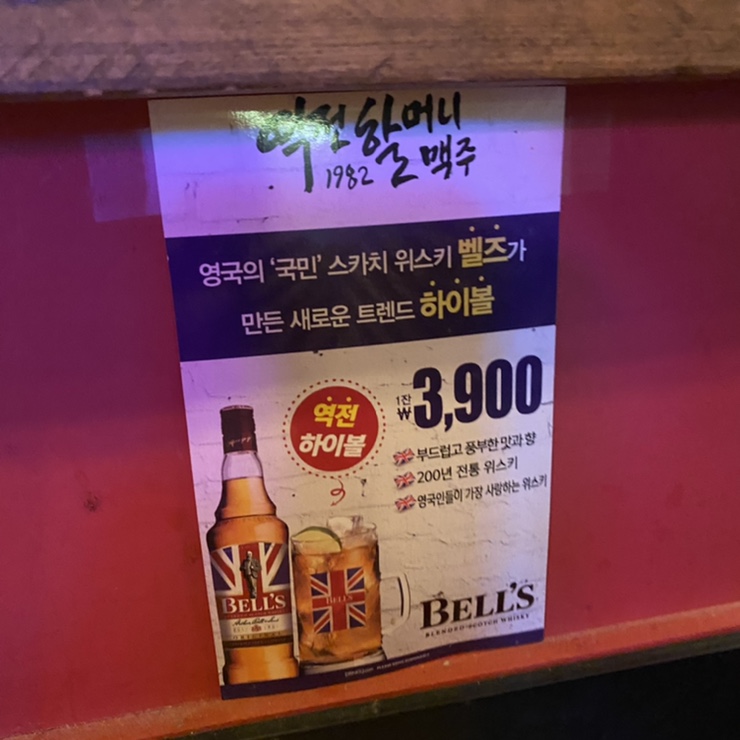 역전할머니
1982 맥주
영국의 '국민' 스카치 위스키 벨즈가
만든 새로운 트렌드 하이볼
역전
하이볼
1잔
₩3,900
부드럽고 풍부한 맛과 향
200년 전통 위스키
영국인들이 가장 사랑하는 위스키
BELL'S
BELL'S
BELL'S
BLENDED SCOTCH WHISKY